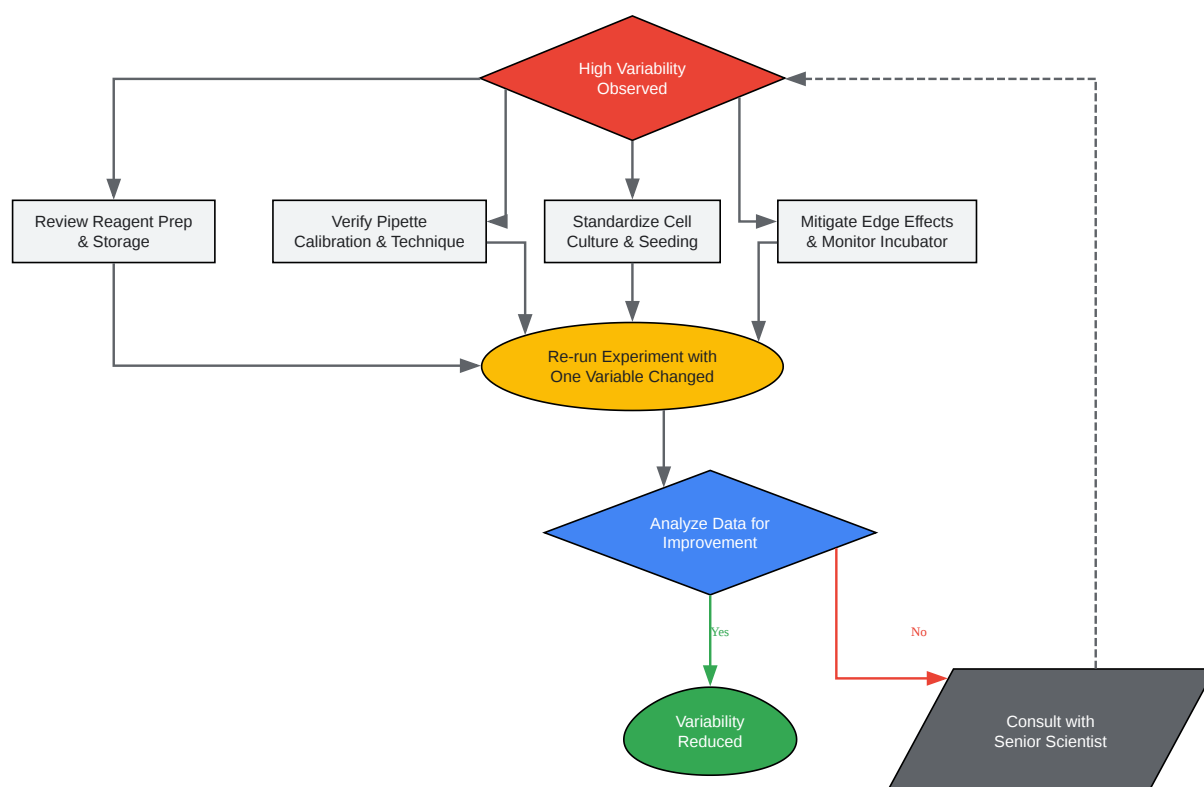 High Variability
Observed
Review Reagent Prep
& Storage
Verify Pipette
Calibration & Technique
Standardize Cell
Culture & Seeding
Mitigate Edge Effects
& Monitor Incubator
Re-run Experiment with
One Variable Changed
Analyze Data for
Improvement
Yes
No
Variability
Reduced
Consult with
Senior Scientist